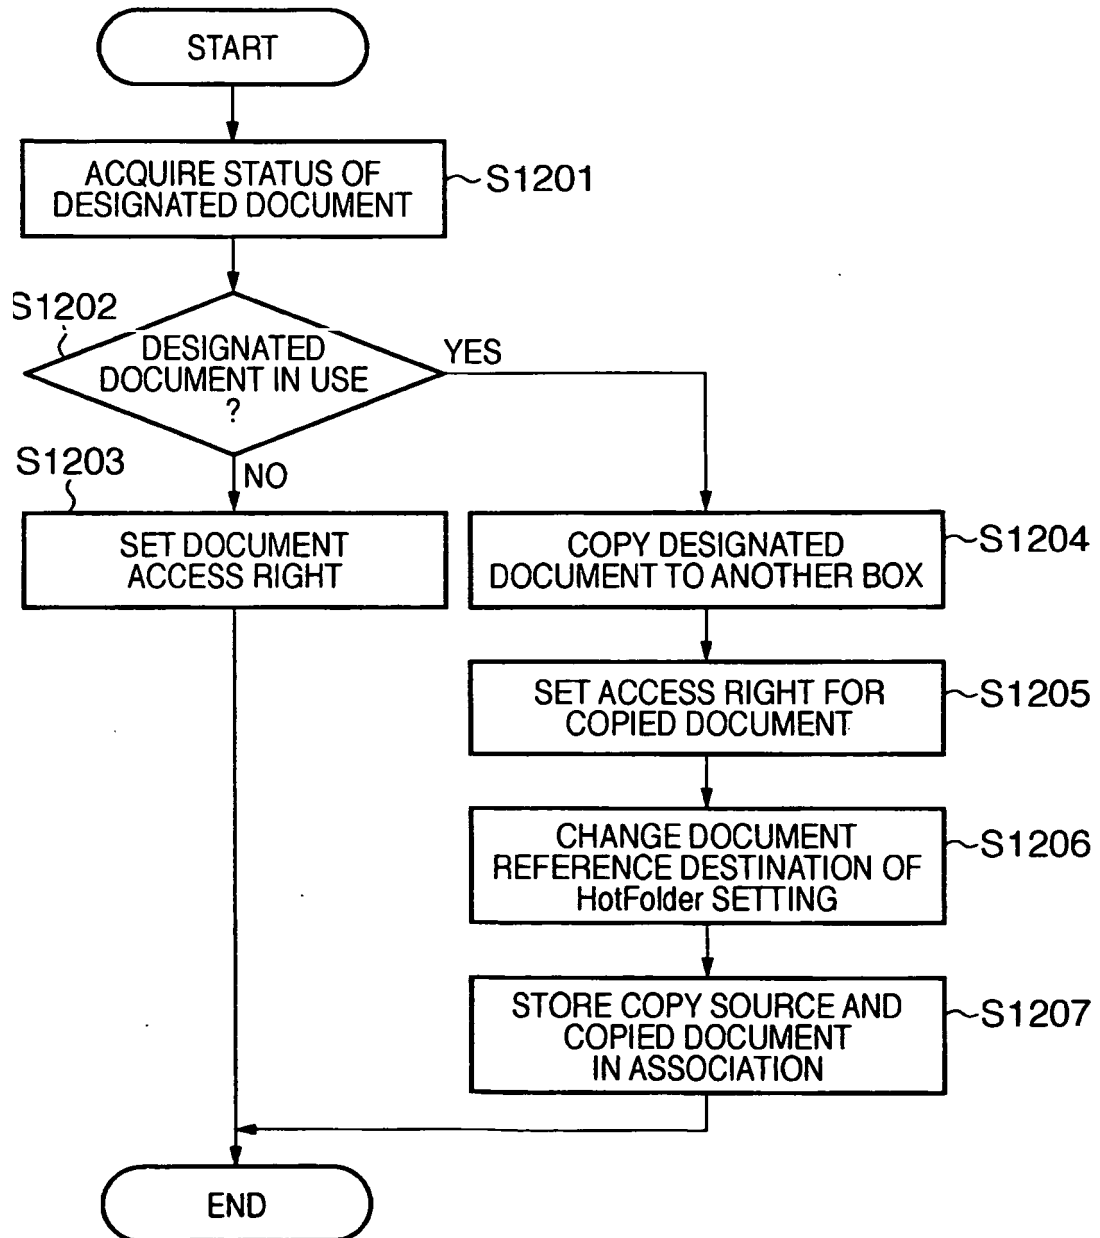 START
ACQUIRE STATUS OF
DESIGNATED DOCUMENT
S1201
S1202
DESIGNATED
DOCUMENT IN USE
?
YES
NO
S1203
SET DOCUMENT
ACCESS RIGHT
COPY DESIGNATED
DOCUMENT TO ANOTHER BOX
S1204
SET ACCESS RIGHT FOR
COPIED DOCUMENT
S1205
CHANGE DOCUMENT
REFERENCE DESTINATION OF
HotFolder SETTING
S1206
STORE COPY SOURCE AND
COPIED DOCUMENT
IN ASSOCIATION
S1207
END